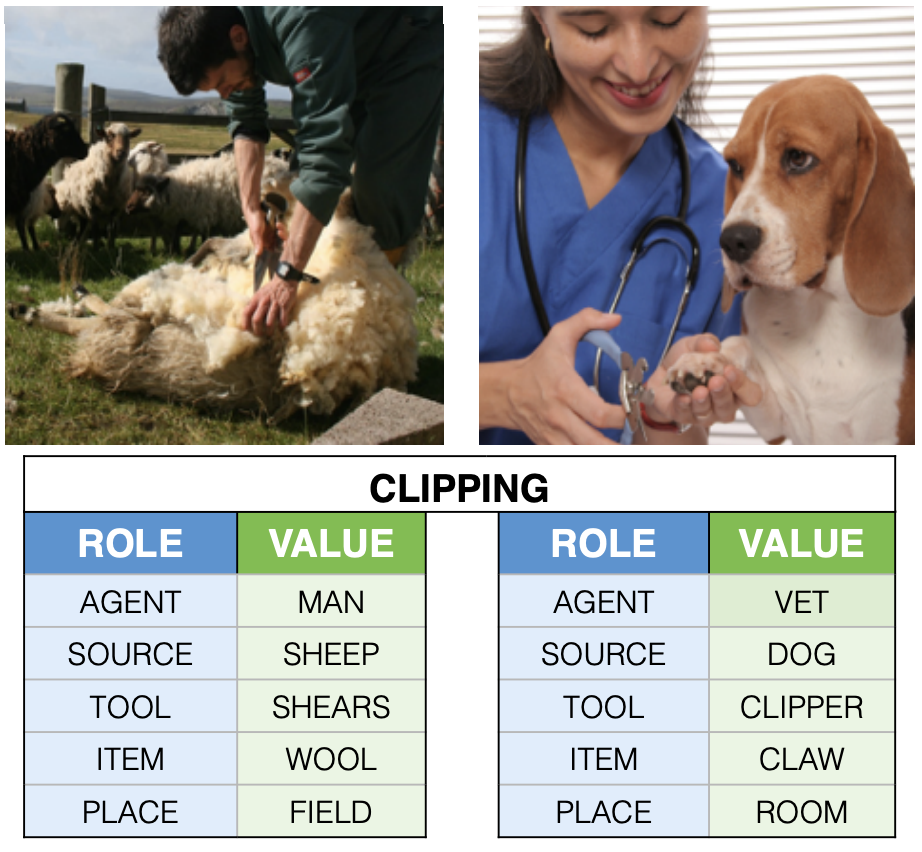 CLIPPING
ROLE VALUE ROLE VALUE
AGENT MAN AGENT VET
SOURCE SHEEP SOURCE DOG
TOOL SHEARS TOOL CLIPPER
ITEM WOOL ITEM CLAW
PLACE FIELD PLACE ROOM